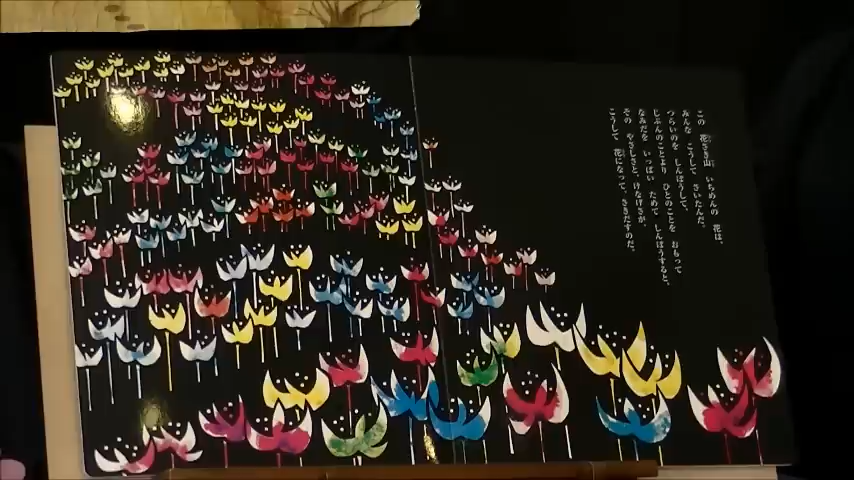 この 花さき山 いちめんの 花は、
みんな こうして さいたんだ。
つらいのを しんぼうして、
じぶんのことより ひとのことを おもって
なみだを いっぱい ためて しんぼうすると、
その やさしさと、けなげさが、
こうして 花になって、さきだすのだ。